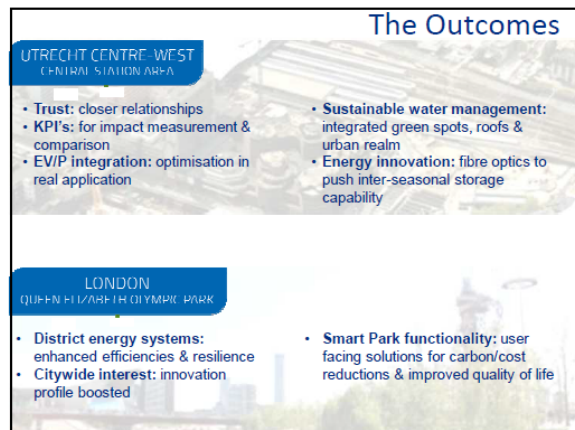 The Outcomes
UTRECHT CENTRE-WEST
CENTRAL STATION AREA
• Trust: closer relationships
• KPI's: for impact measurement &
comparison
• EV/P integration: optimisation in
real application
• Sustainable water management:
integrated green spots, roofs &
urban realm
• Energy innovation: fibre optics to
push inter-seasonal storage
capability
LONDON
QUEEN ELIZABETH OLYMPIC PARK
• District energy systems:
enhanced efficiencies & resilience
• Citywide interest: innovation
profile boosted
• Smart Park functionality: user
facing solutions for carbon/cost
reductions & improved quality of life